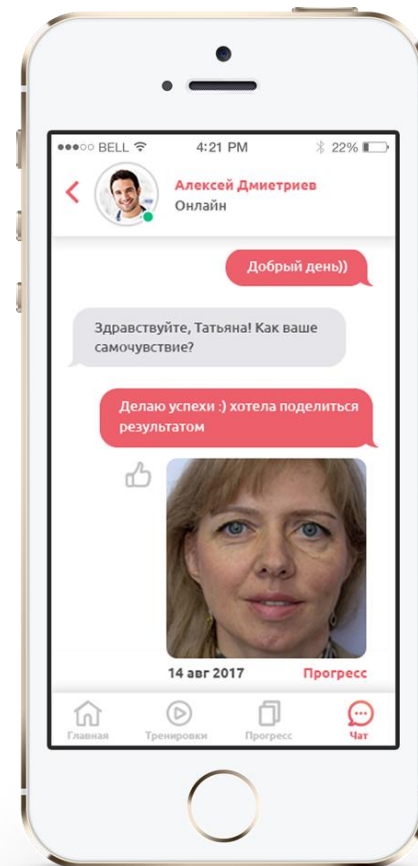 BELL 4:21 PM 22%
Алексей Дмиетриев
Онлайн
Добрый день))
Здравствуйте, Татьяна! Как ваше
самочувствие?
Делаю успехи :) хотела поделиться
результатом
14 авг 2017 Прогресс
Главная Тренировки Прогресс Чат